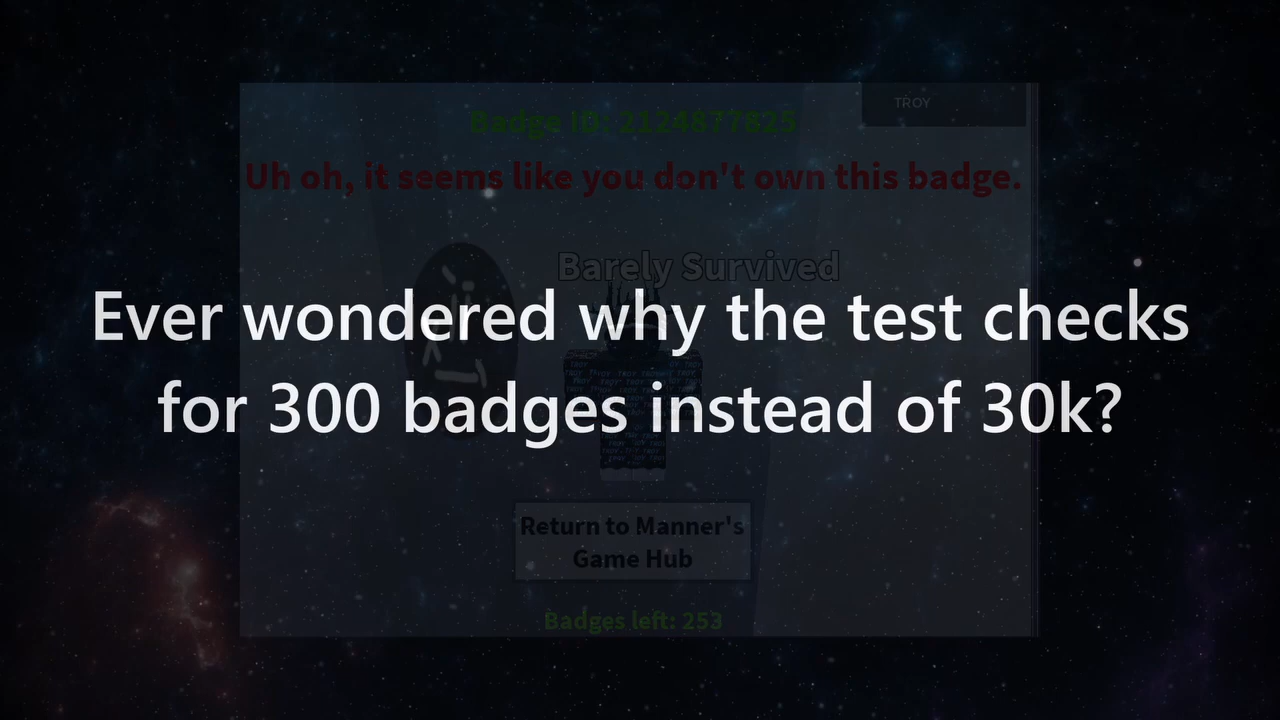 TROY
Badge ID: 2124877825
Uh oh, it seems like you don't own this badge.
Barely Survived
Ever wondered why the test checks
for 300 badges instead of 30k?
Return to Manner's
Game Hub
Badges left: 253